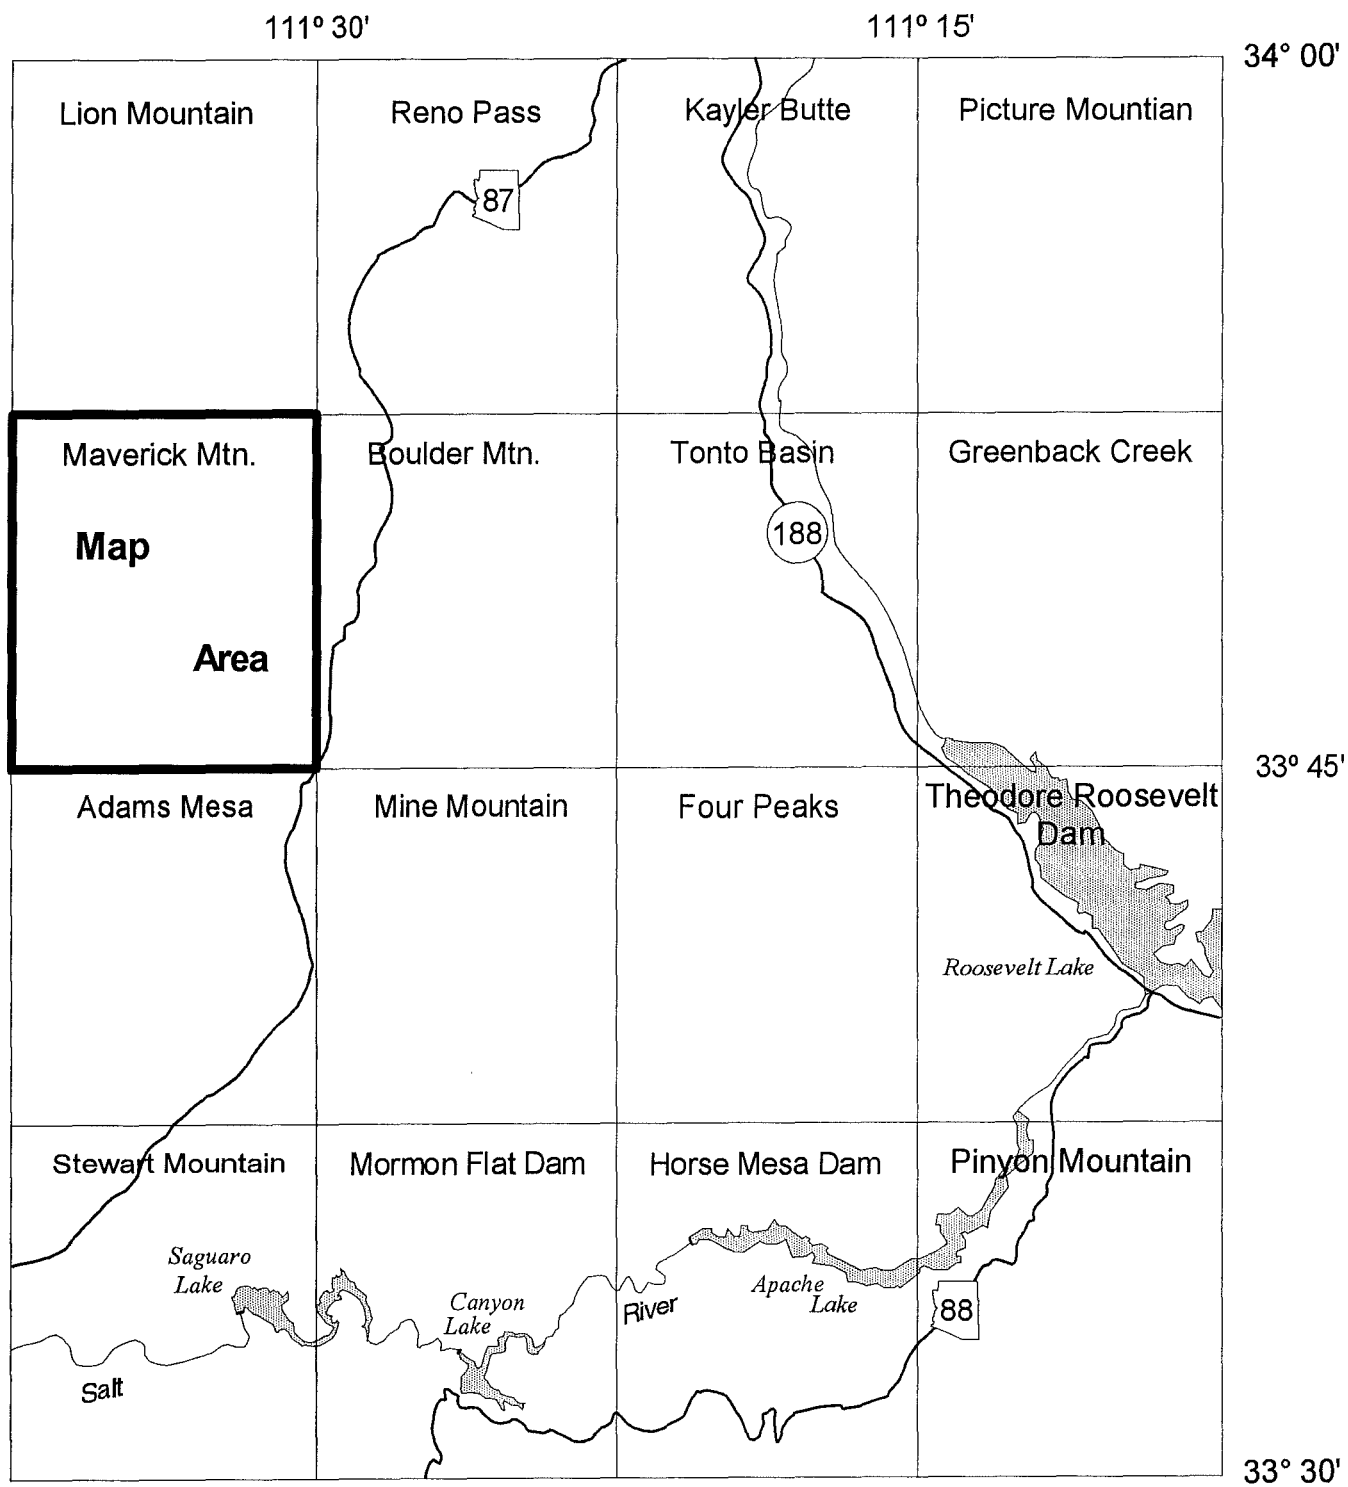 111° 30'
111° 15'
34° 00'
Lion Mountain
Reno Pass
Kayler Butte
Picture Mountian
87
Maverick Mtn.
Boulder Mtn.
Tonto Basin
Greenback Creek
188
Map
Area
33° 45'
Adams Mesa
Mine Mountain
Four Peaks
Theodore Roosevelt
Dam
Roosevelt Lake
Stewart Mountain
Mormon Flat Dam
Horse Mesa Dam
Pinyon Mountain
Saguaro
Lake
Canyon
Lake
River
Apache
Lake
88
Salt
33° 30'